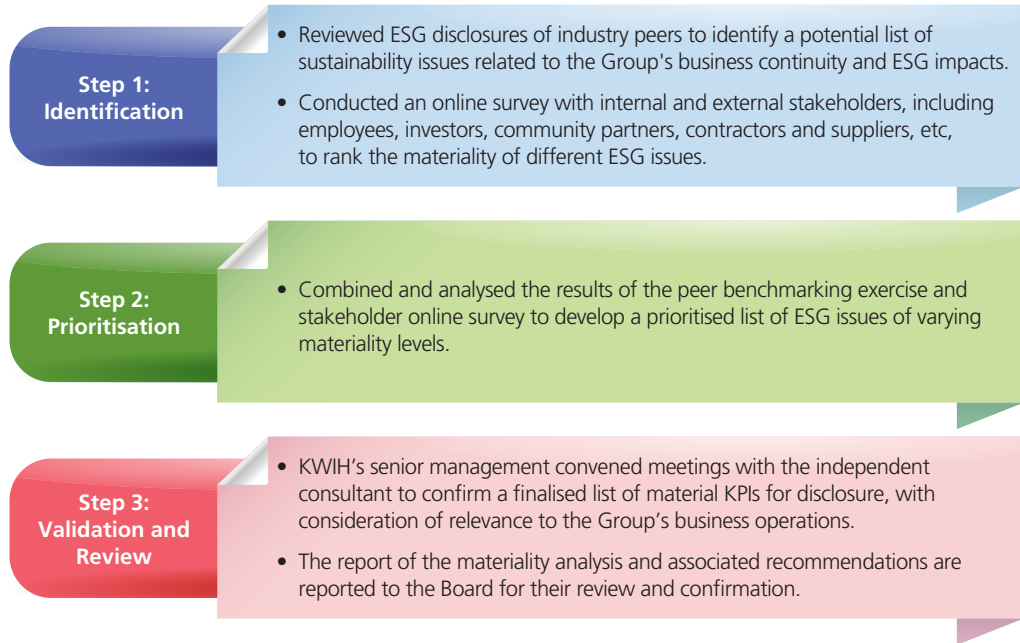 Step 1:
Identification
• Reviewed ESG disclosures of industry peers to identify a potential list of
sustainability issues related to the Group's business continuity and ESG impacts.
• Conducted an online survey with internal and external stakeholders, including
employees, investors, community partners, contractors and suppliers, etc,
to rank the materiality of different ESG issues.
Step 2:
Prioritisation
• Combined and analysed the results of the peer benchmarking exercise and
stakeholder online survey to develop a prioritised list of ESG issues of varying
materiality levels.
Step 3:
Validation and
Review
• KWIH’s senior management convened meetings with the independent
consultant to confirm a finalised list of material KPIs for disclosure, with
consideration of relevance to the Group’s business operations.
• The report of the materiality analysis and associated recommendations are
reported to the Board for their review and confirmation.